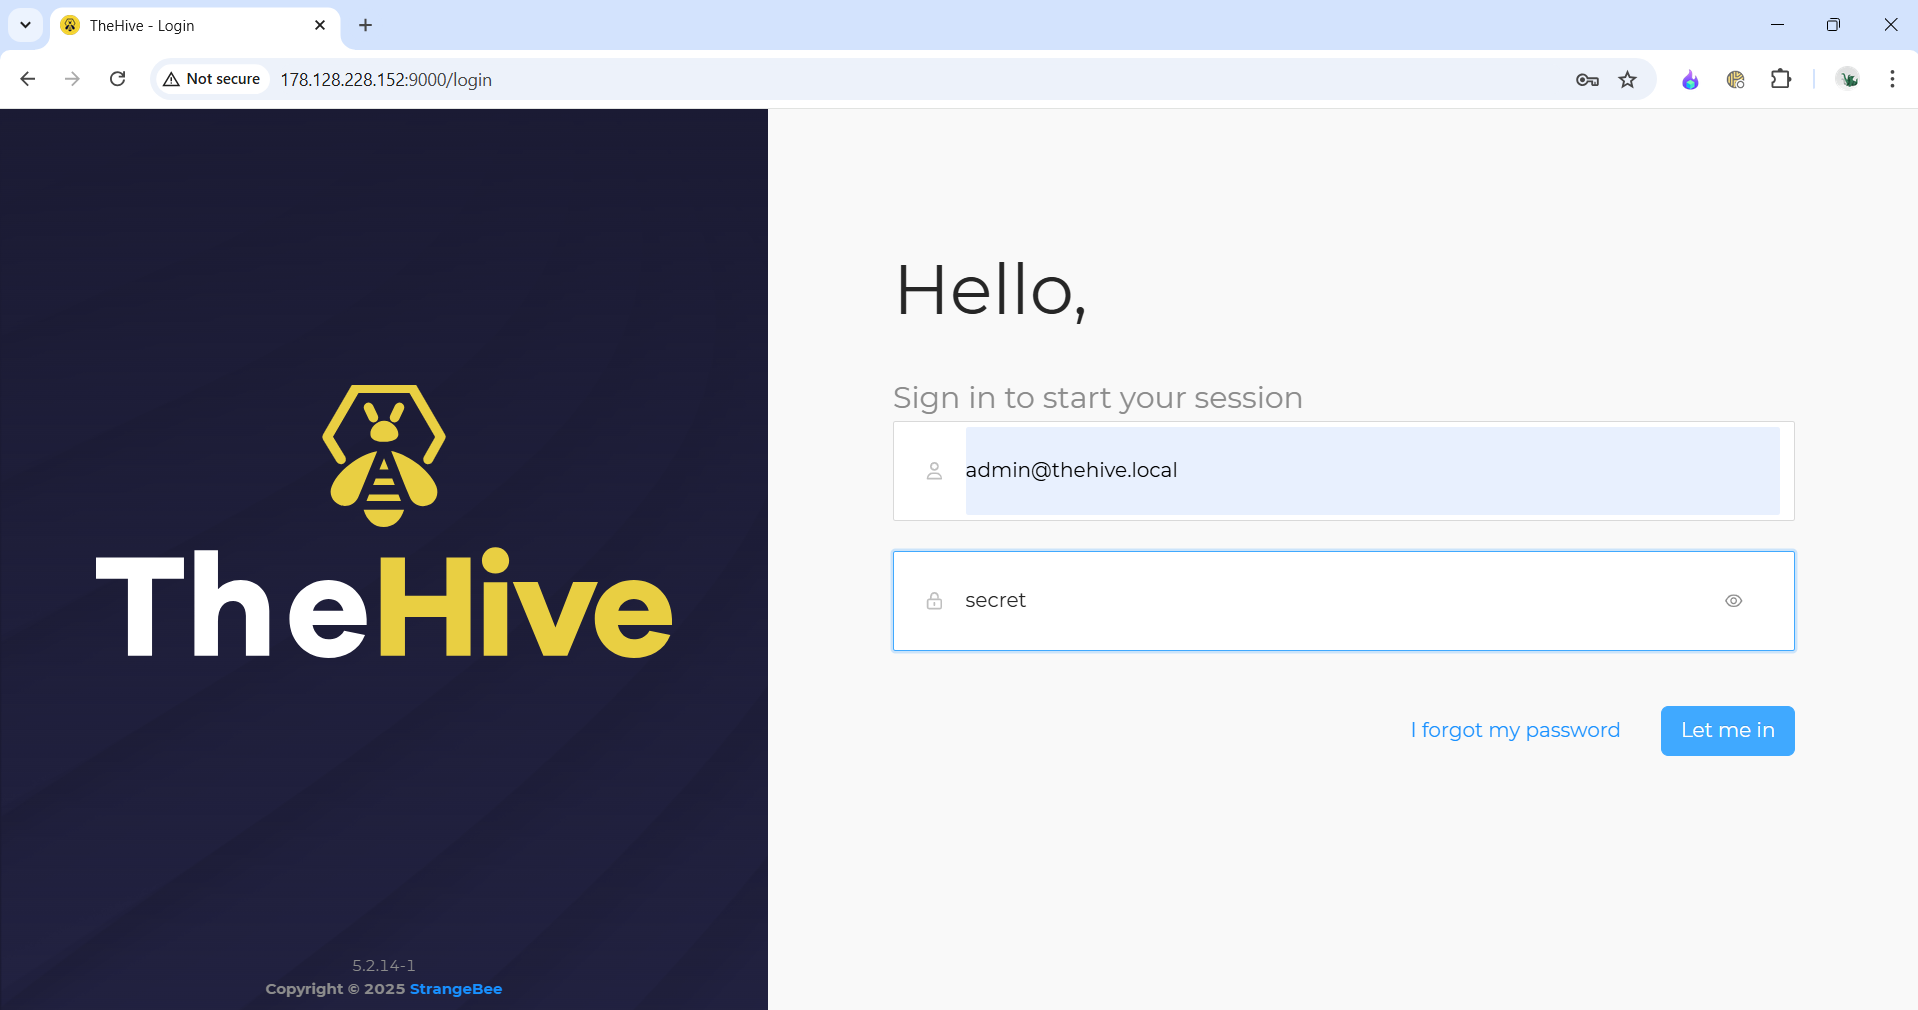 TheHive - Login
Not secure
178.128.228.152:9000/login
TheHive
5.2.14-1
Copyright © 2025 StrangeBee
Hello,
Sign in to start your session
admin@thehive.local
secret
I forgot my password
Let me in